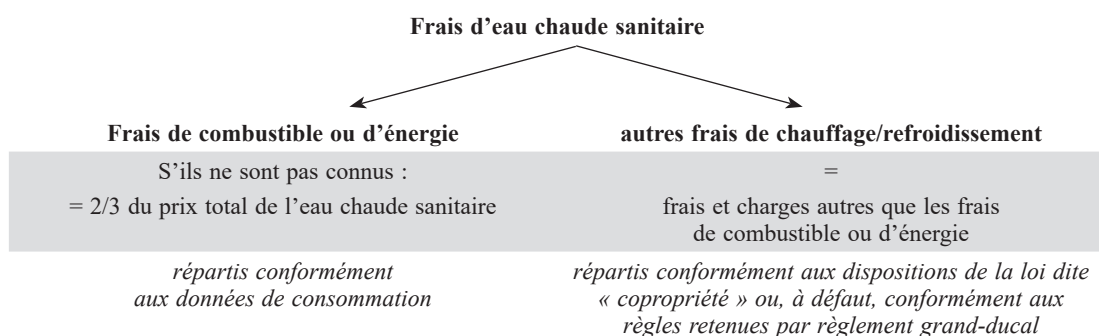 Frais d’eau chaude sanitaire
Frais de combustible ou d’énergie
S’ils ne sont pas connus :
= 2/3 du prix total de l’eau chaude sanitaire
répartis conformément
aux données de consommation
autres frais de chauffage/refroidissement
=
frais et charges autres que les frais
de combustible ou d’énergie
répartis conformément aux dispositions de la loi dite
« copropriété » ou, à défaut, conformément aux
règles retenues par règlement grand-ducal